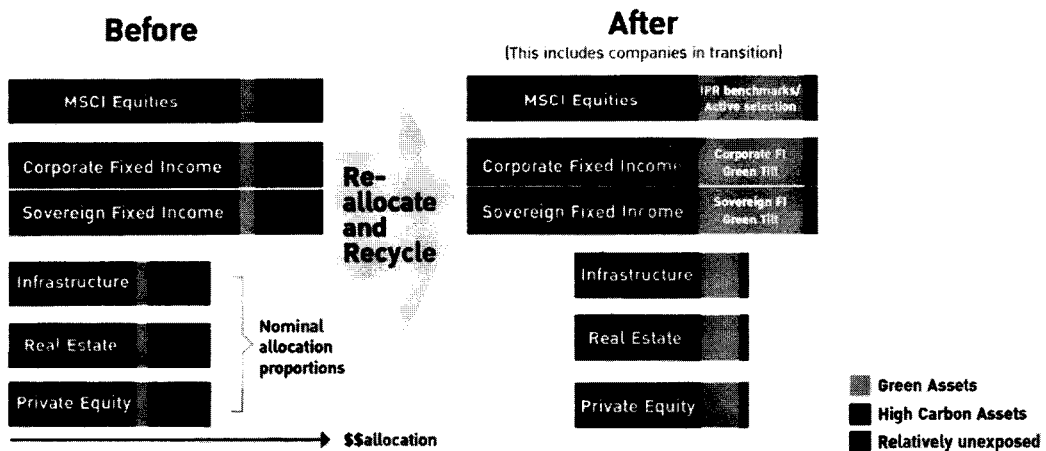 Before
After
(This includes companies in transition)
MSCI Equities
Corporate Fixed Income
Sovereign Fixed Income
Infrastructure
Real Estate
Private Equity
Nominal
allocation
proportions
$$allocation
Re-
allocate
and
Recycle
MSCI Equities
IPR benchmarks/
Active selection
Corporate Fixed Income
Corporate FI
Green Tilt
Sovereign Fixed Income
Sovereign FI
Green Tilt
Infrastructure
Real Estate
Private Equity
Green Assets
High Carbon Assets
Relatively unexposed